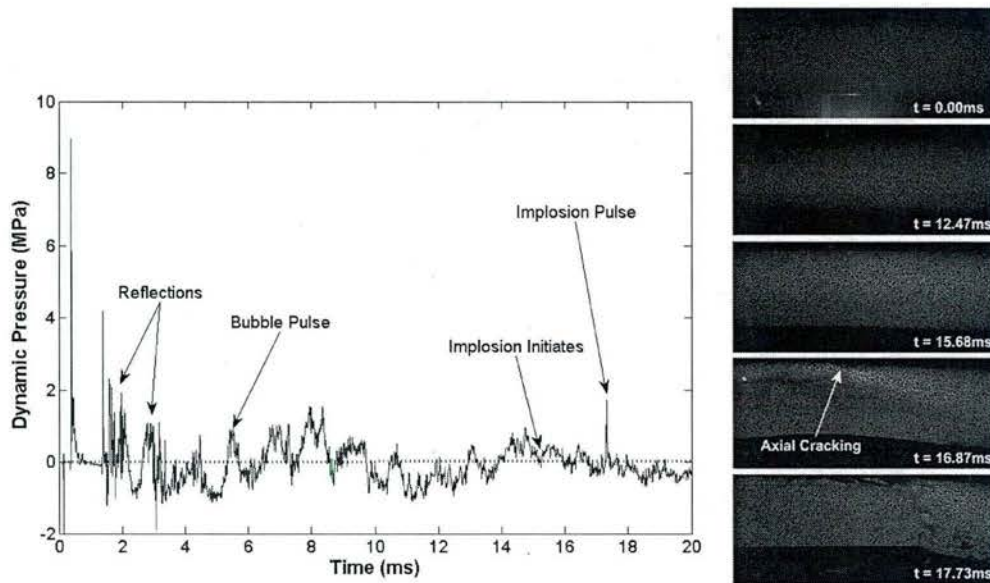 10
8
6
4
2
0
-2
Dynamic Pressure (MPa)
Reflections
Bubble Pulse
Implosion Pulse
Implosion Initiates
0 2 4 6 8 10 12 14 16 18 20
Time (ms)
t = 0.00ms
t = 12.47ms
t = 15.68ms
Axial Cracking
t = 16.87ms
t = 17.73ms